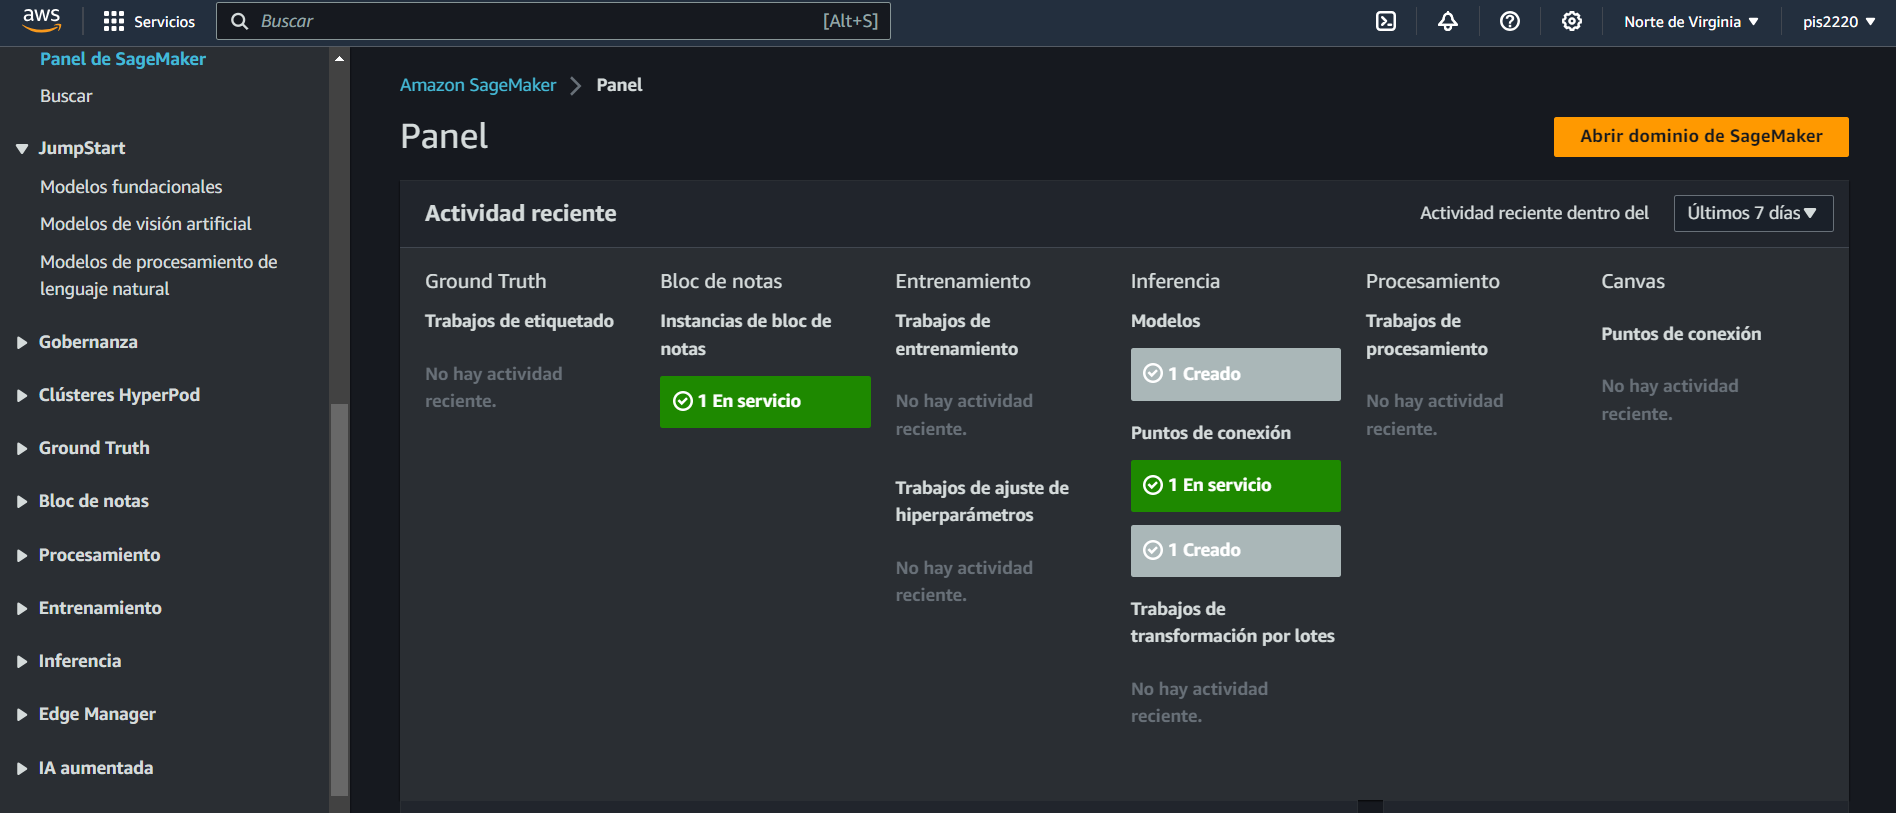 aws
Servicios
Buscar
[Alt+S]
Norte de Virginia
pis2220
Panel de SageMaker
Buscar
JumpStart
Modelos fundacionales
Modelos de visión artificial
Modelos de procesamiento de
lenguaje natural
Gobernanza
Clústeres HyperPod
Ground Truth
Bloc de notas
Procesamiento
Entrenamiento
Inferencia
Edge Manager
IA aumentada
Amazon SageMaker
Panel
Panel
Abrir dominio de SageMaker
Actividad reciente
Actividad reciente dentro del
Últimos 7 días
Ground Truth
Trabajos de etiquetado
No hay actividad
reciente.
Bloc de notas
Instancias de bloc de
notas
1 En servicio
Entrenamiento
Trabajos de
entrenamiento
No hay actividad
reciente.
Trabajos de ajuste de
hiperparámetros
No hay actividad
reciente.
Inferencia
Modelos
1 Creado
Puntos de conexión
1 En servicio
1 Creado
Trabajos de
transformación por lotes
No hay actividad
reciente.
Procesamiento
Trabajos de
procesamiento
No hay actividad
reciente.
Canvas
Puntos de conexión
No hay actividad
reciente.